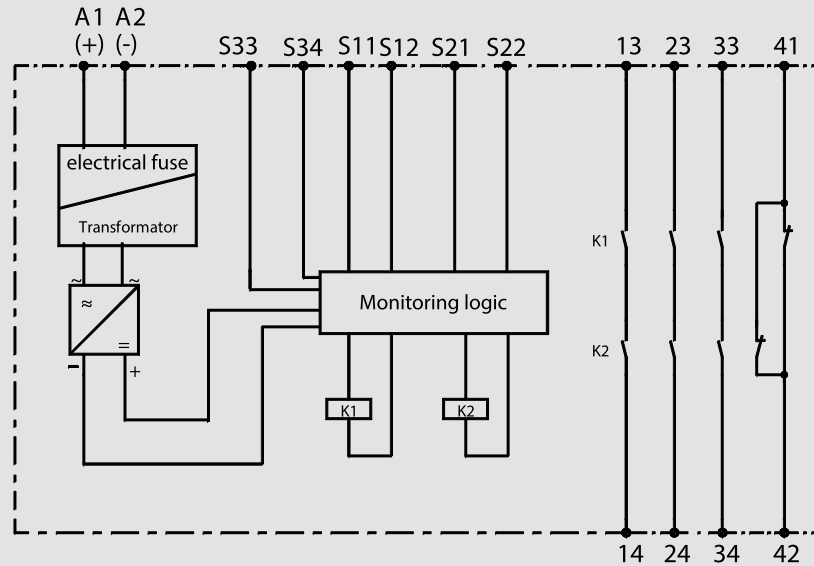 A1 A2
(+) (-)
S33 S34 S11 S12 S21 S22
13 23 33 41
electrical fuse
Transformator
~ ~
≈
=
- +
Monitoring logic
K1
K2
K1 K2
14 24 34 42